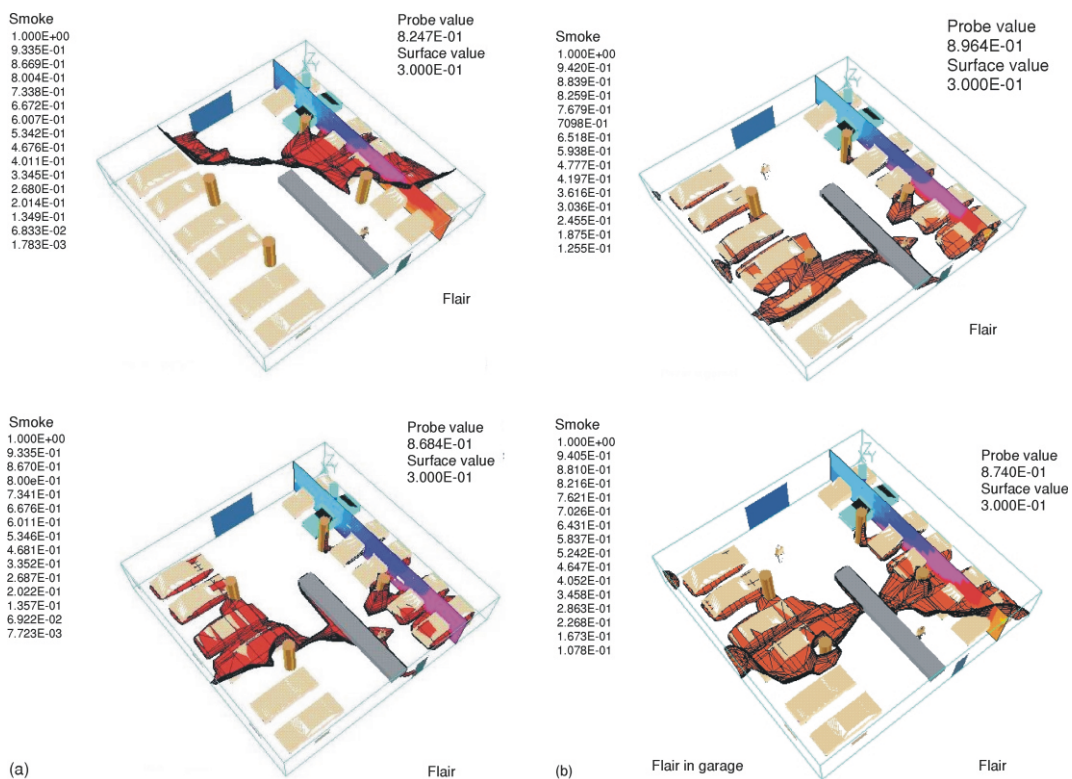 Smoke
1.000E+00
9.335E-01
8.669E-01
8.004E-01
7.338E-01
6.672E-01
6.007E-01
5.342E-01
4.676E-01
4.011E-01
3.345E-01
2.680E-01
2.014E-01
1.349E-01
6.833E-02
1.783E-03
Probe value
8.247E-01
Surface value
3.000E-01
Z
Y
Flair
Smoke
1.000E+00
9.420E-01
8.839E-01
8.259E-01
7.679E-01
7098E-01
6.518E-01
5.938E-01
4.777E-01
4.197E-01
3.616E-01
3.036E-01
2.455E-01
1.875E-01
1.255E-01
Probe value
8.964E-01
Surface value
3.000E-01
Z
Y
Flair
Smoke
1.000E+00
9.335E-01
8.670E-01
8.00eE-01
7.341E-01
6.676E-01
6.011E-01
5.346E-01
4.681E-01
3.352E-01
2.687E-01
2.022E-01
1.357E-01
6.922E-02
7.723E-03
Probe value
8.684E-01
Surface value
3.000E-01
Z
Y
(a)
Flair
Smoke
1.000E+00
9.405E-01
8.810E-01
8.216E-01
7.621E-01
7.026E-01
6.431E-01
5.837E-01
5.242E-01
4.647E-01
4.052E-01
3.458E-01
2.863E-01
2.268E-01
1.673E-01
1.078E-01
Probe value
8.740E-01
Surface value
3.000E-01
Z
Y
(b)
Flair in garage
Flair